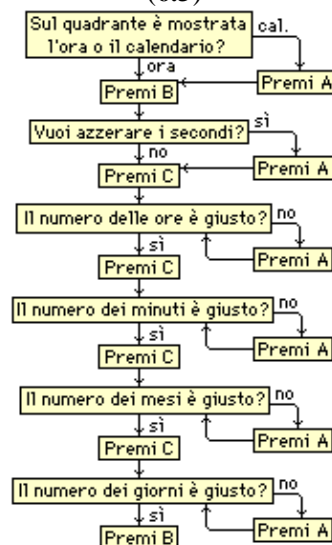 (6.3)
Sul quadrante è mostrata
l'ora o il calendario?
cal.
ora
Premi A
Premi B
Vuoi azzerare i secondi?
sì
no
Premi A
Premi C
Il numero delle ore è giusto?
no
sì
Premi A
Premi C
Il numero dei minuti è giusto?
no
sì
Premi A
Premi C
Il numero dei mesi è giusto?
no
sì
Premi A
Premi C
Il numero dei giorni è giusto?
no
sì
Premi A
Premi B